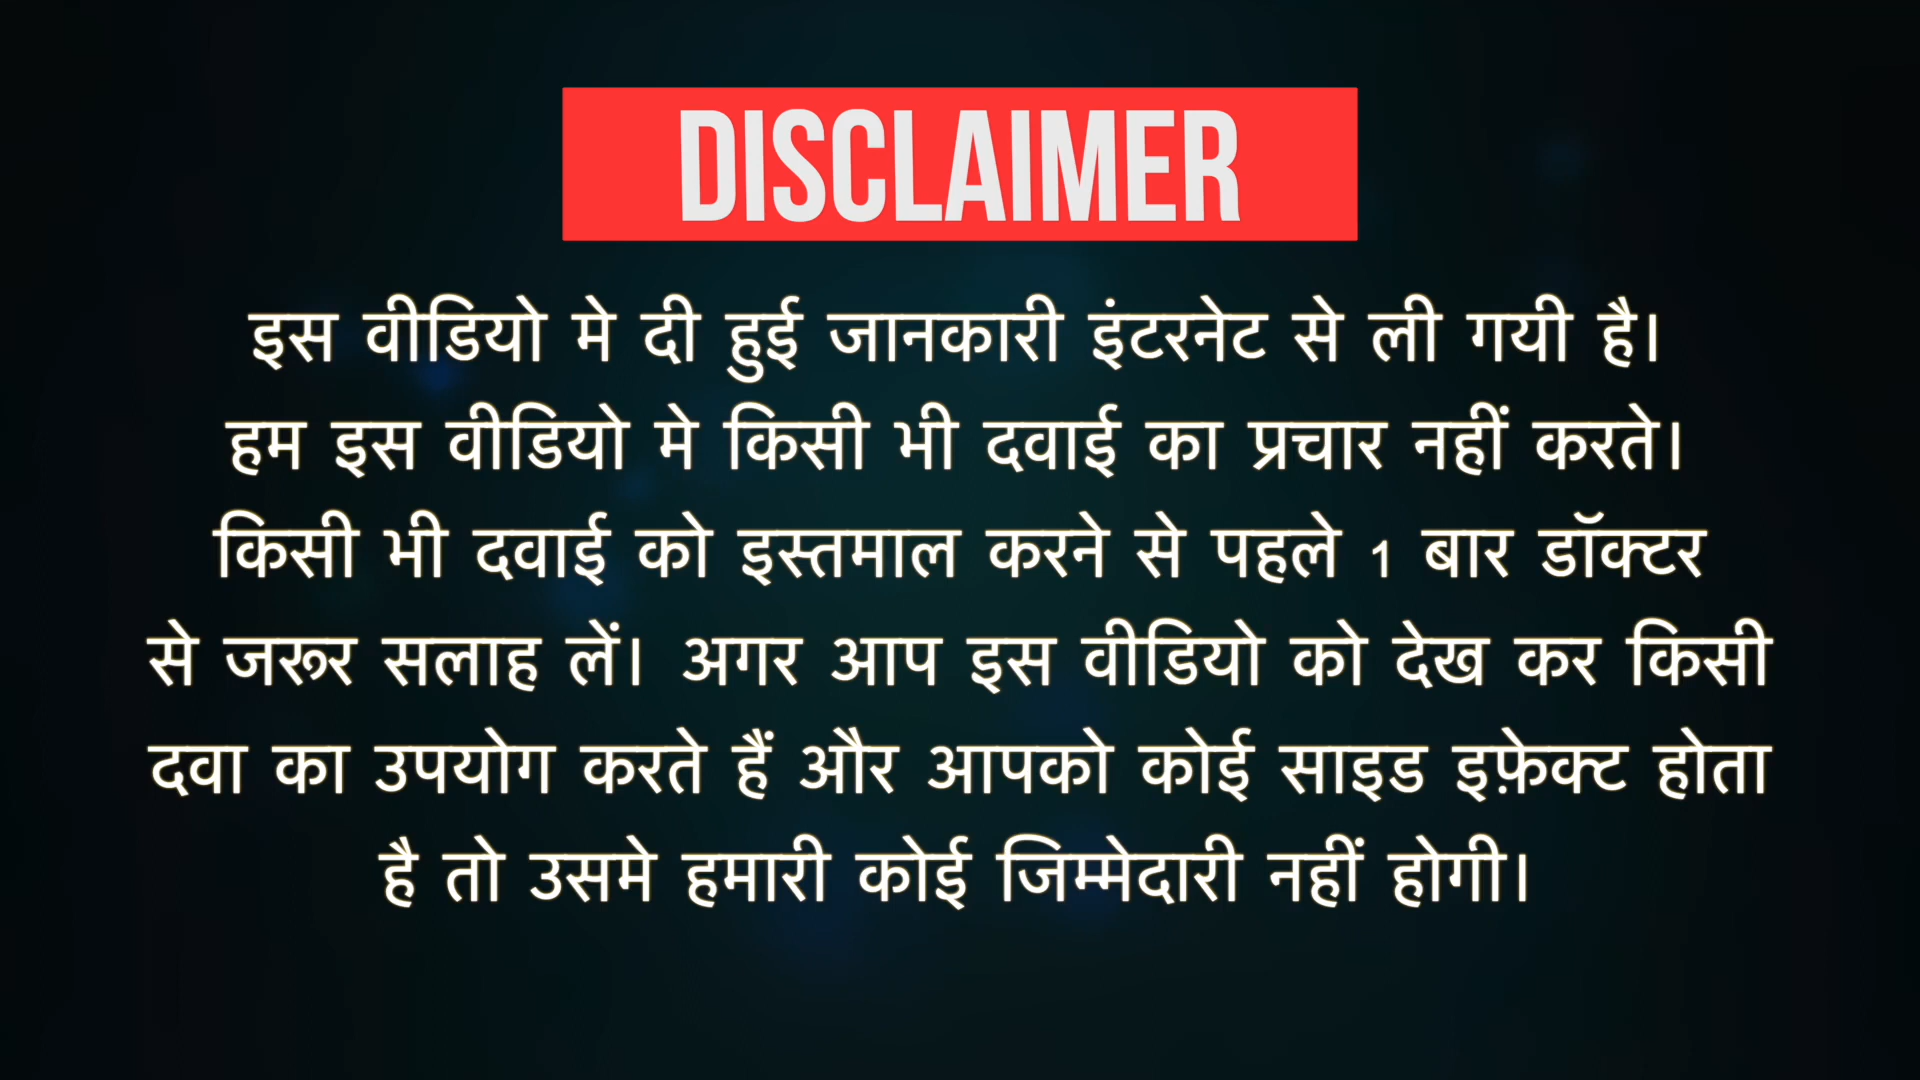 DISCLAIMER
इस वीडियो मे दी हुई जानकारी इंटरनेट से ली गयी है।
हम इस वीडियो मे किसी भी दवाई का प्रचार नहीं करते।
किसी भी दवाई को इस्तमाल करने से पहले 1 बार डॉक्टर
से जरूर सलाह लें। अगर आप इस वीडियो को देख कर किसी
दवा का उपयोग करते हैं और आपको कोई साइड इफ़ेक्ट होता
है तो उसमे हमारी कोई जिम्मेदारी नहीं होगी।